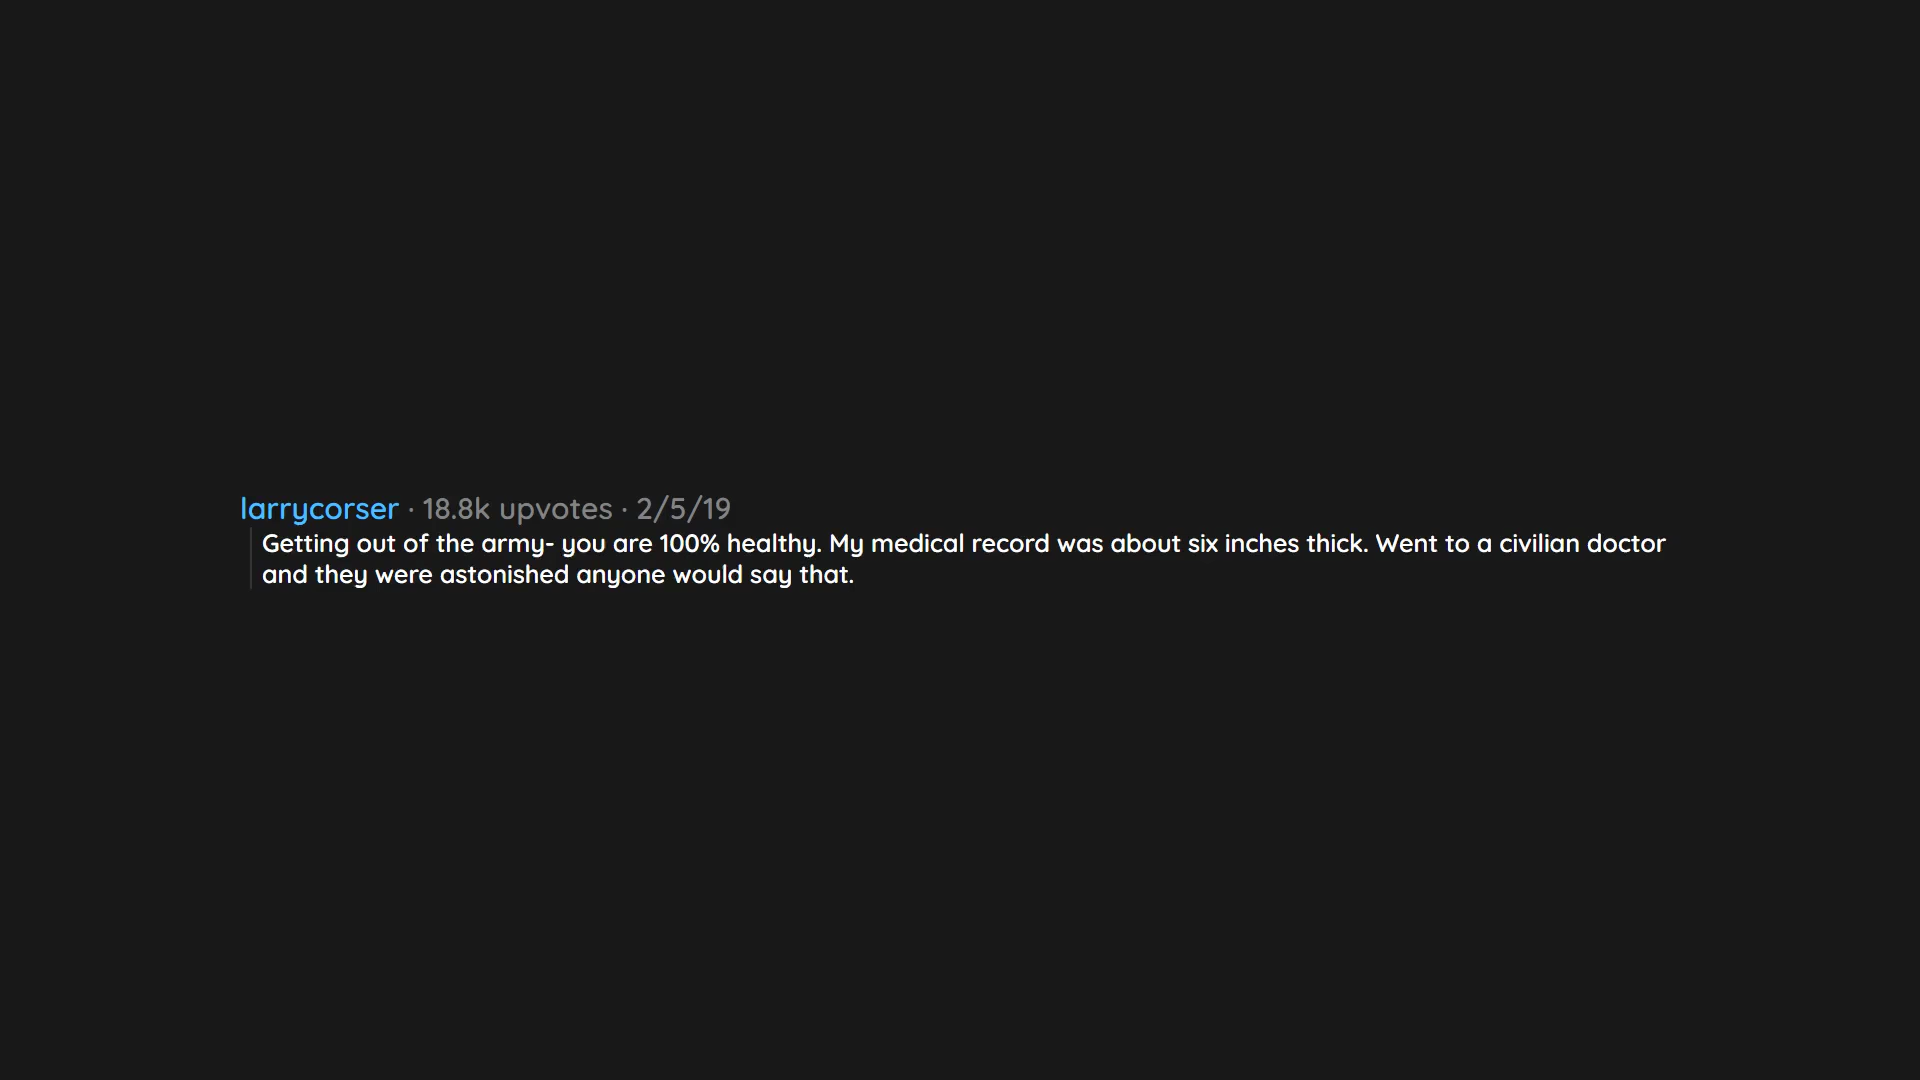 larrycorser · 18.8k upvotes · 2/5/19
Getting out of the army- you are 100% healthy. My medical record was about six inches thick. Went to a civilian doctor
and they were astonished anyone would say that.